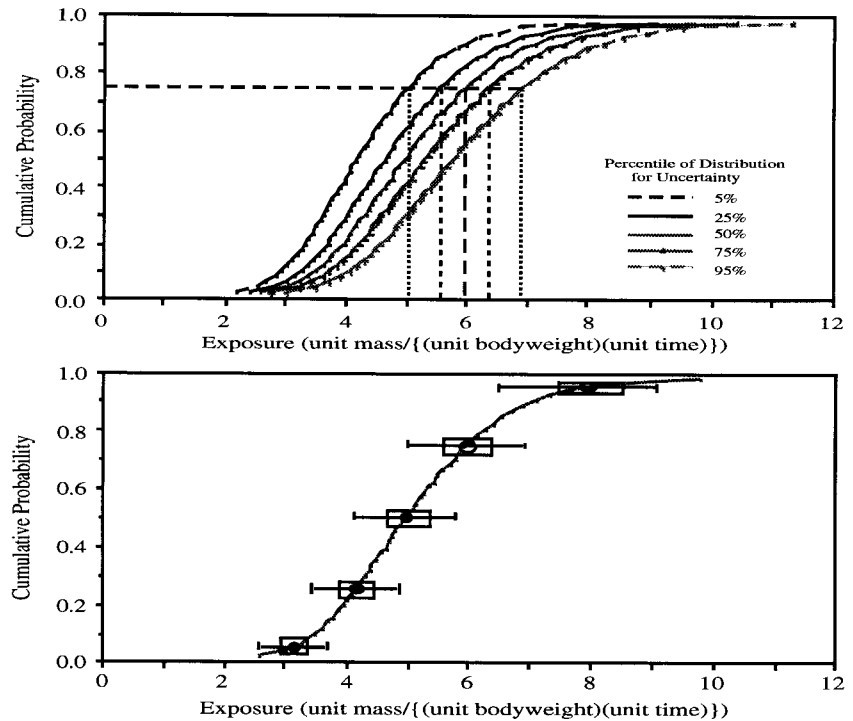 Cumulative Probability
1.0
0.8
0.6
0.4
0.2
0.0
Percentile of Distribution
for Uncertainty
5%
25%
50%
75%
95%
0 2 4 6 8 10 12
Exposure (unit mass/{(unit bodyweight)(unit time)})
Cumulative Probability
1.0
0.8
0.6
0.4
0.2
0.0
0 2 4 6 8 10 12
Exposure (unit mass/{(unit bodyweight)(unit time)})